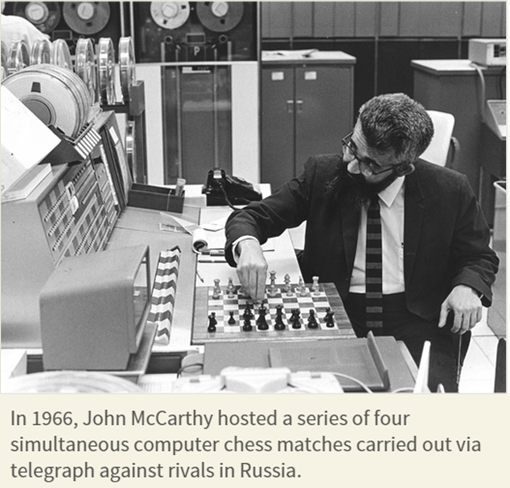 P
In 1966, John McCarthy hosted a series of four
simultaneous computer chess matches carried out via
telegraph against rivals in Russia.